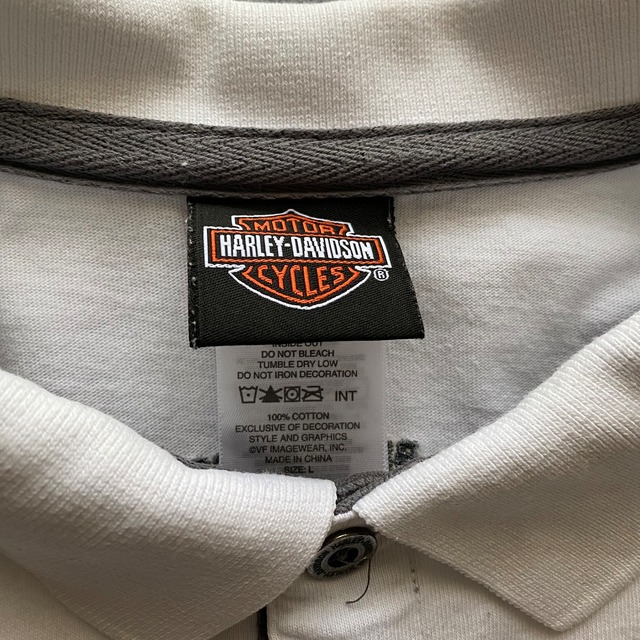 MOTOR
HARLEY-DAVIDSON
CYCLES ®
INSIDE OUT
DO NOT BLEACH
TUMBLE DRY LOW
DO NOT IRON DECORATION
INT
100% COTTON
EXCLUSIVE OF DECORATION
STYLE AND GRAPHICS
©VF IMAGEWEAR, INC.
MADE IN CHINA
SIZE: L